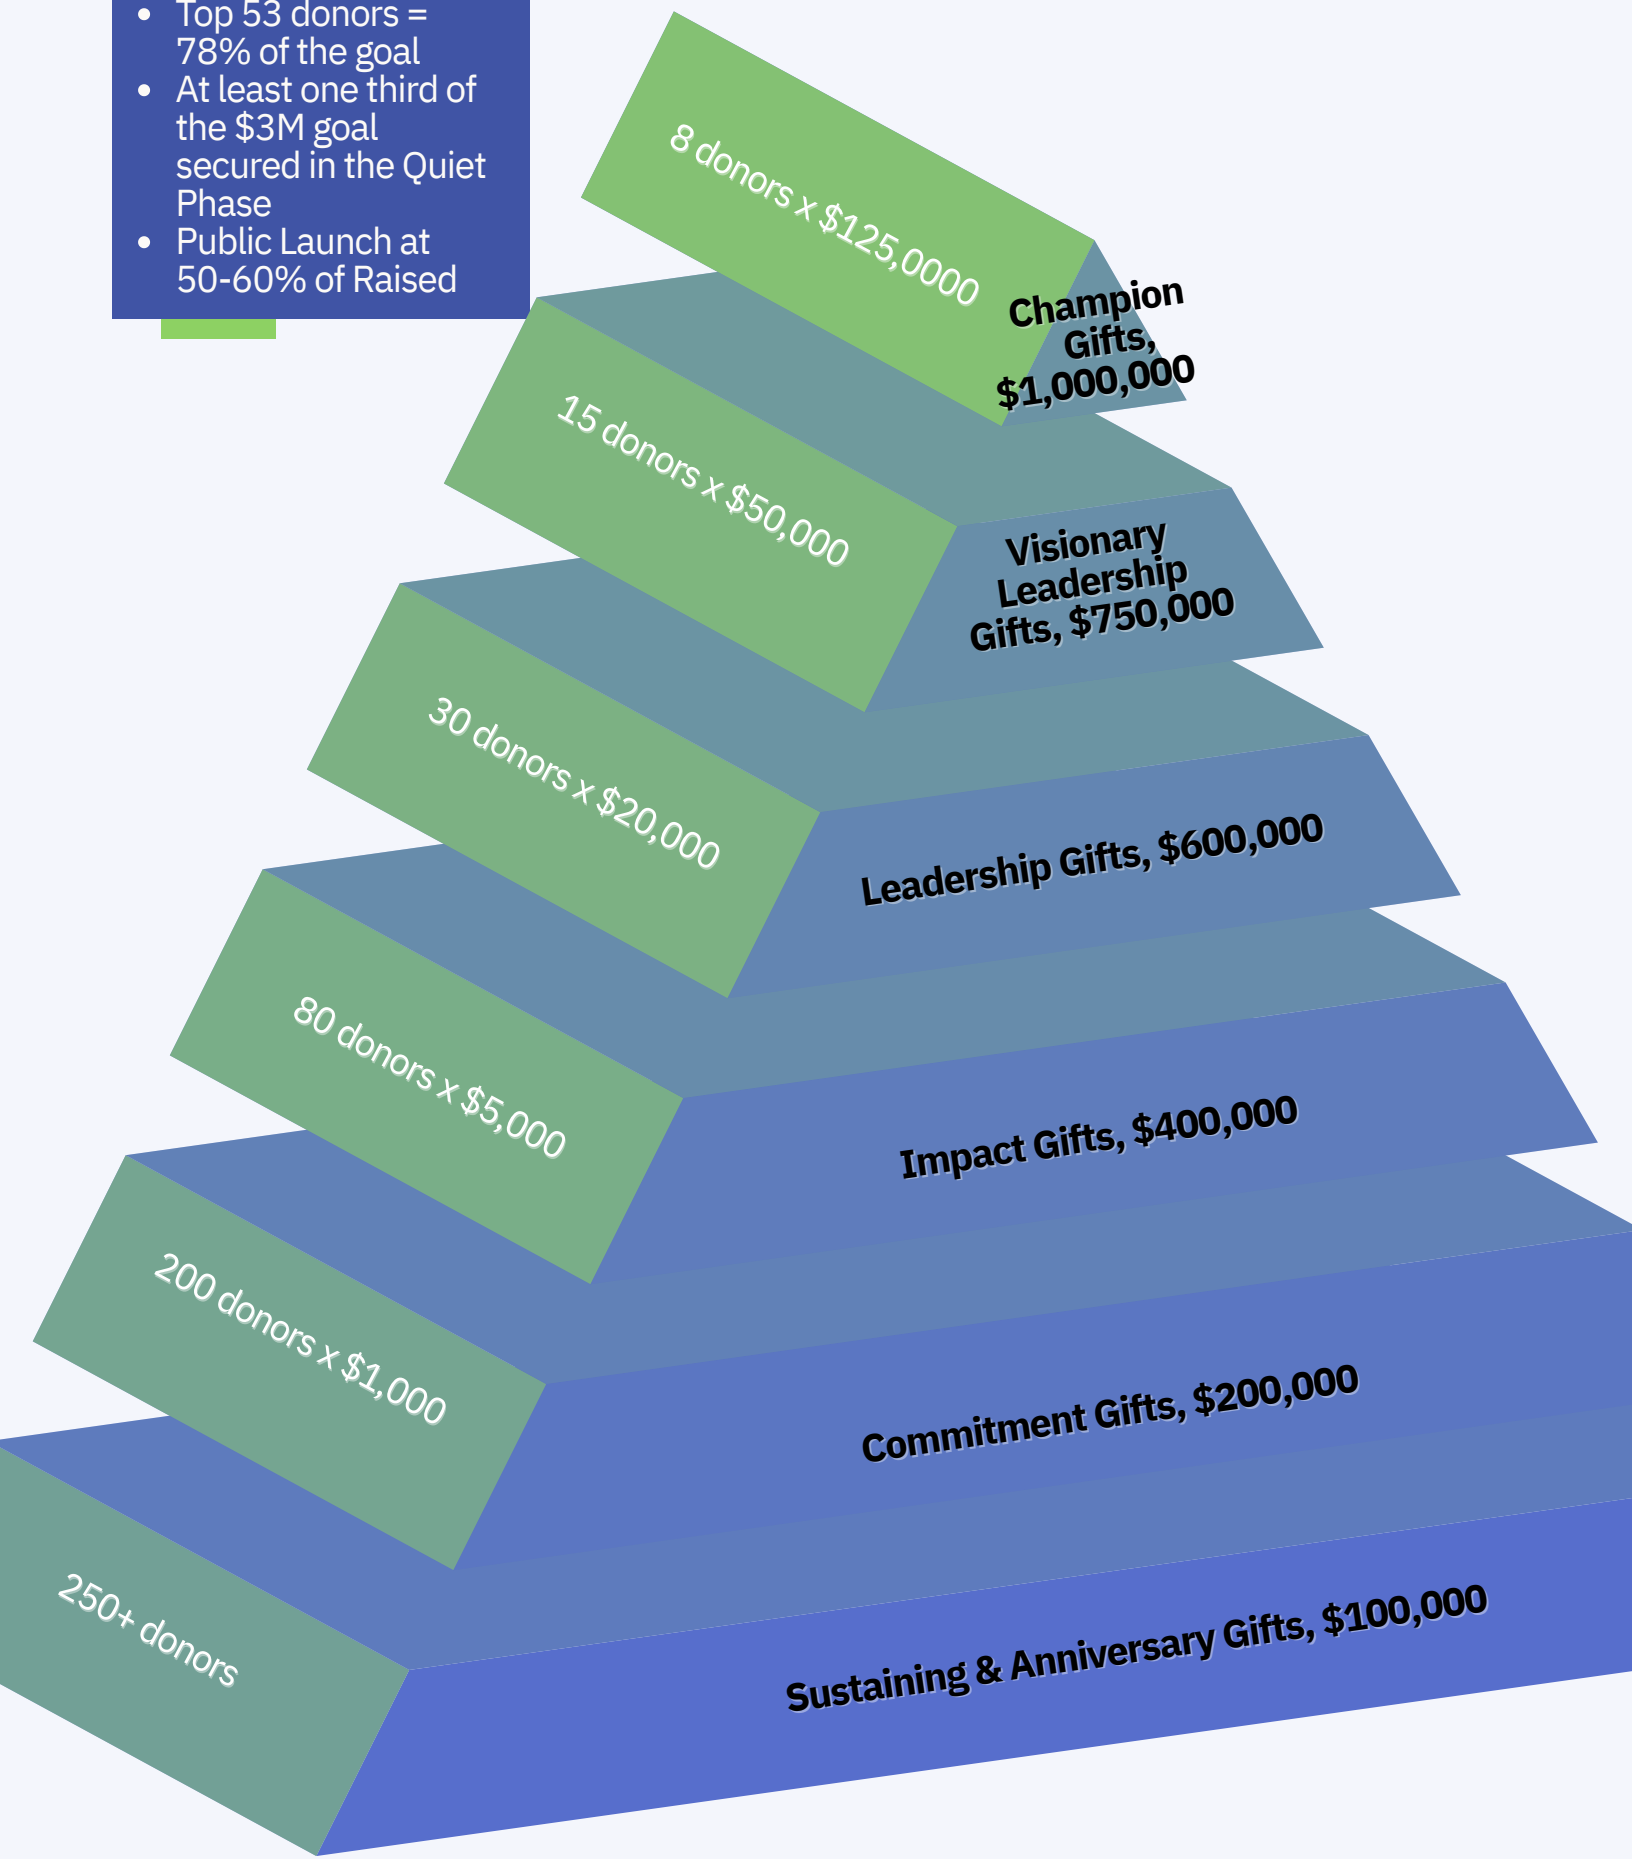 • Top 53 donors =
78% of the goal
• At least one third of
the $3M goal
secured in the Quiet
Phase
• Public Launch at
50-60% of Raised
8 donors x $125,0000
Champion
Gifts,
$1,000,000
15 donors x $50,000
Visionary
Leadership
Gifts, $750,000
30 donors x $20,000
Leadership Gifts, $600,000
80 donors x $5,000
Impact Gifts, $400,000
200 donors x $1,000
Commitment Gifts, $200,000
250+ donors
Sustaining & Anniversary Gifts, $100,000